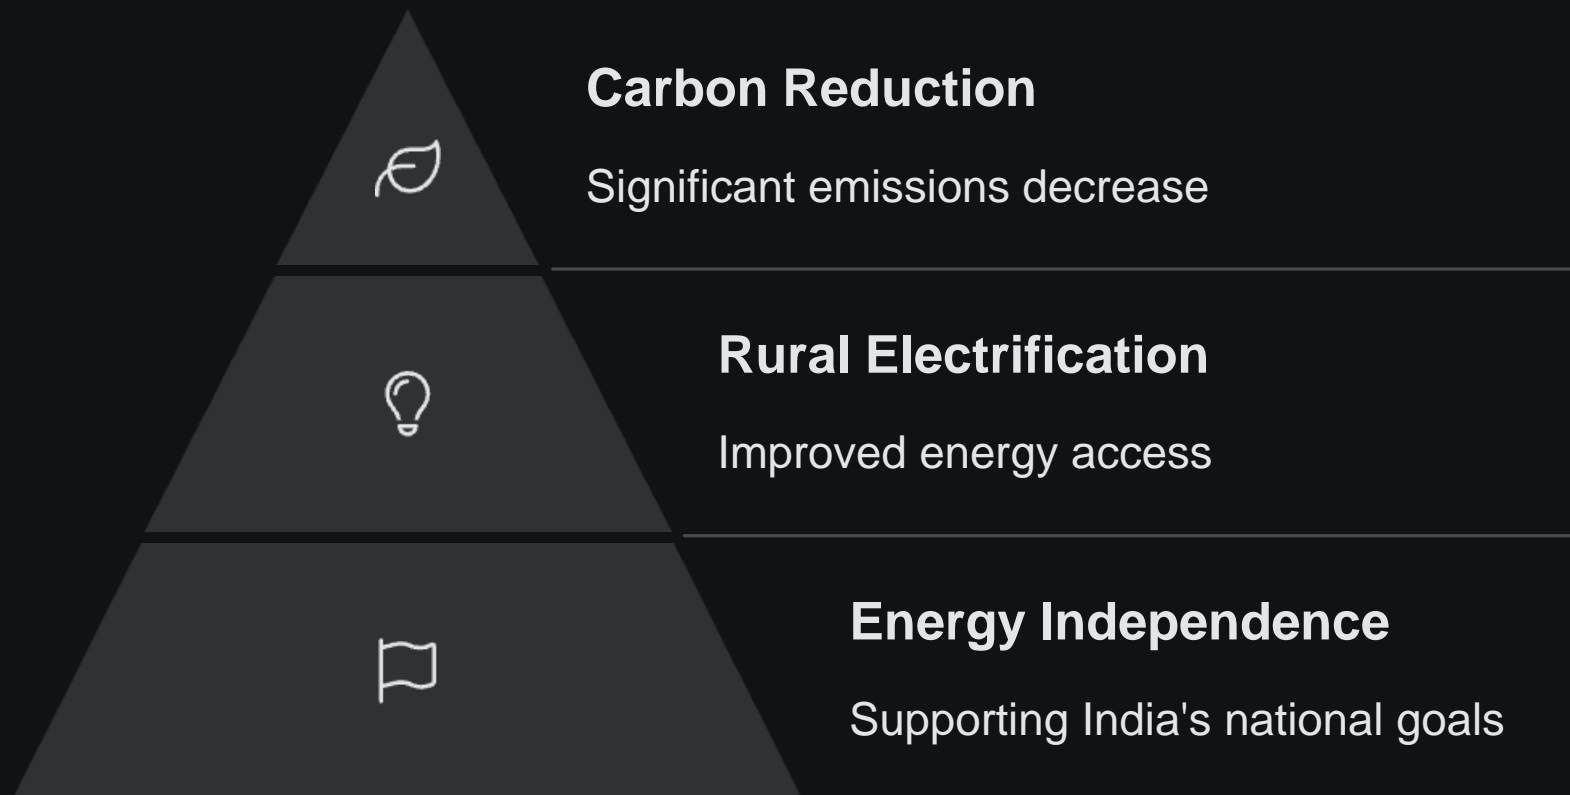 Carbon Reduction
Significant emissions decrease
Rural Electrification
Improved energy access
Energy Independence
Supporting India's national goals